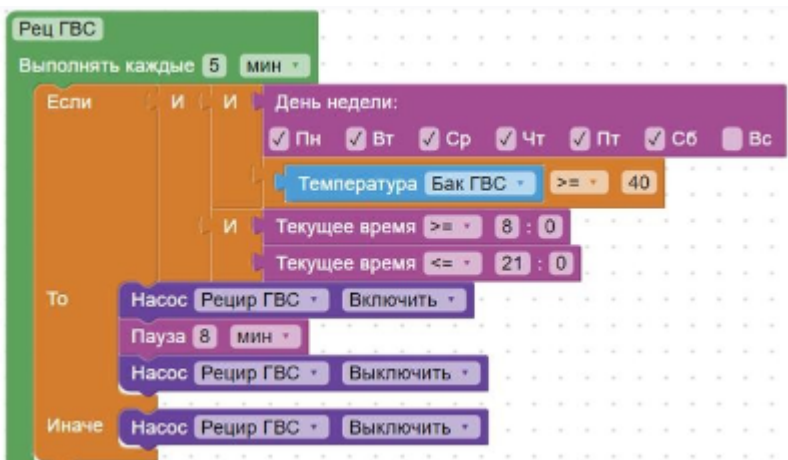 Рец ГВС
Выполнять каждые 5 мин
Если И И День недели:
Пн Вт Ср Чт Пт Сб Вс
Температура Бак ГВС >= 40
И Текущее время >= 8 : 0
Текущее время <= 21 : 0
То Насос Рецир ГВС Включить
Пауза 8 мин
Насос Рецир ГВС Выключить
Иначе Насос Рецир ГВС Выключить